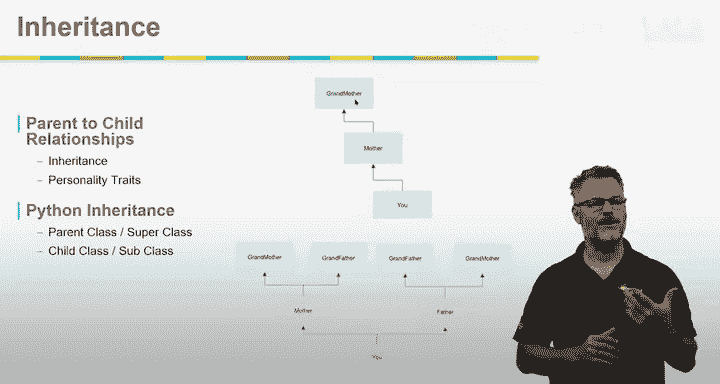 Inheritance
Parent to Child
Relationships
– Inheritance
– Personality Traits
Python Inheritance
– Parent Class / Super Class
– Child Class / Sub Class
GrandMother
Mother
You
GrandMother GrandFather GrandFather GrandMother
Mother Father
You